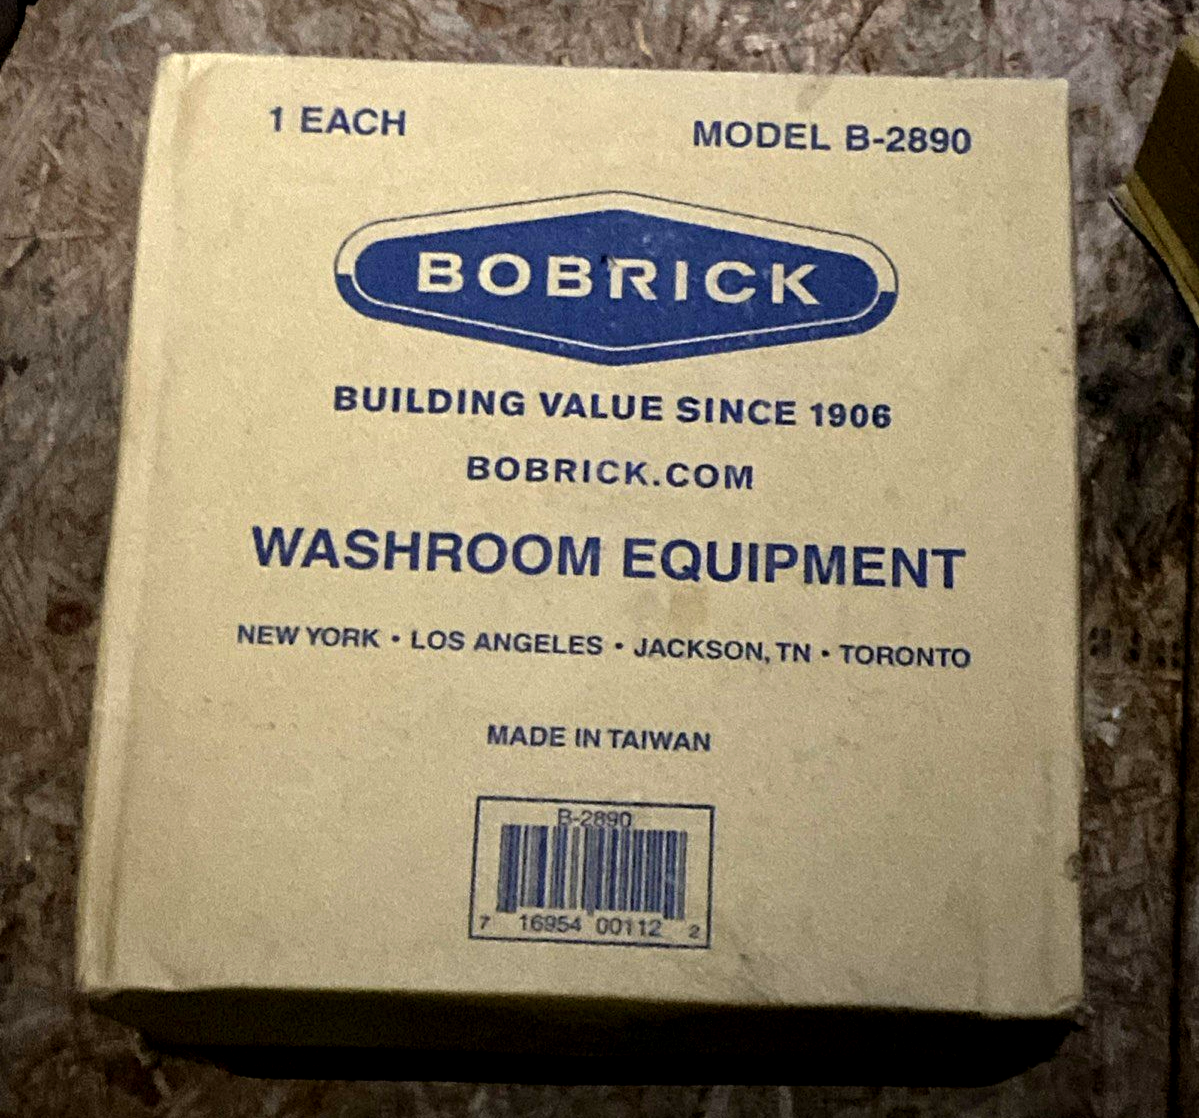 1 EACH
MODEL B-2890
BOBRICK
BUILDING VALUE SINCE 1906
BOBRICK.COM
WASHROOM EQUIPMENT
NEW YORK • LOS ANGELES • JACKSON, TN • TORONTO
MADE IN TAIWAN
B-2890
7 16954 00112 2